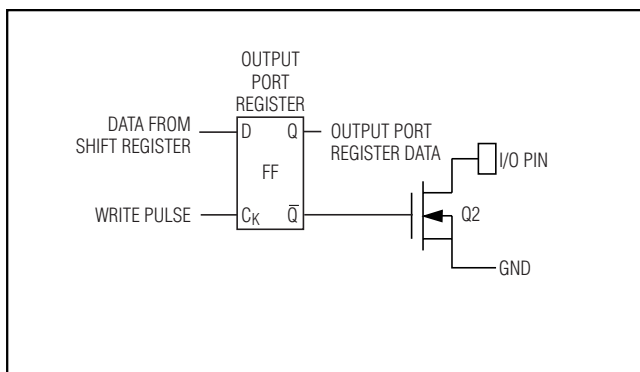 OUTPUT
PORT
REGISTER
DATA FROM
SHIFT REGISTER
D
Q
OUTPUT PORT
REGISTER DATA
FF
I/O PIN
WRITE PULSE
CK
Q̅
Q2
GND